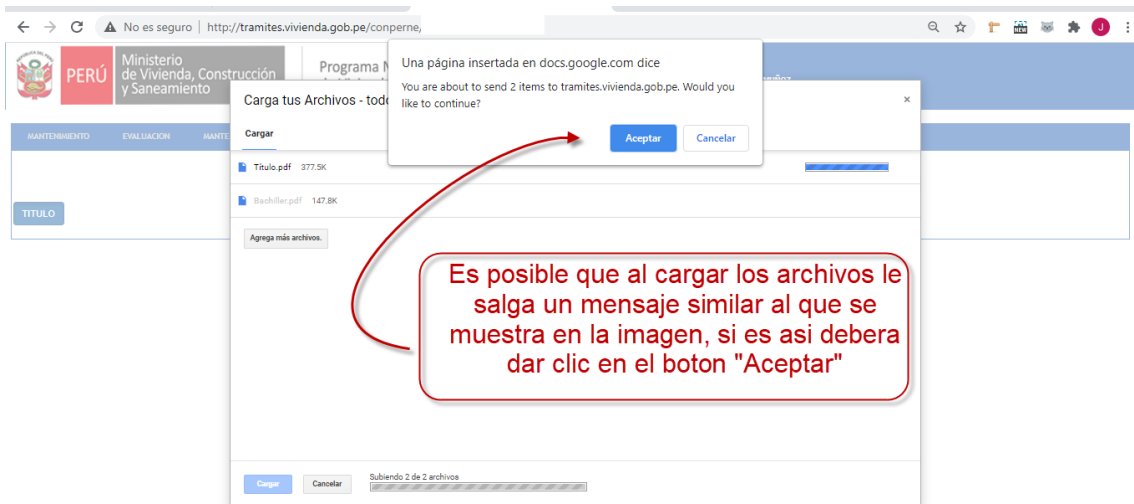 No es seguro | http://tramites.vivienda.gob.pe/conperne/
PERÚ
Ministerio
de Vivienda, Construcción
y Saneamiento
Programa N
Una página insertada en docs.google.com dice
You are about to send 2 items to tramites.vivienda.gob.pe. Would you
like to continue?
Aceptar
Cancelar
Carga tus Archivos - todo
×
MANTENIMIENTO
EVALUACION
MANTE
Cargar
Título.pdf 377.5K
Bachiller.pdf 147.8K
TITULO
Agrega más archivos.
Es posible que al cargar los archivos le
salga un mensaje similar al que se
muestra en la imagen, si es asi debera
dar clic en el boton "Aceptar"
Cargar
Cancelar
Subiendo 2 de 2 archivos
NEW
J